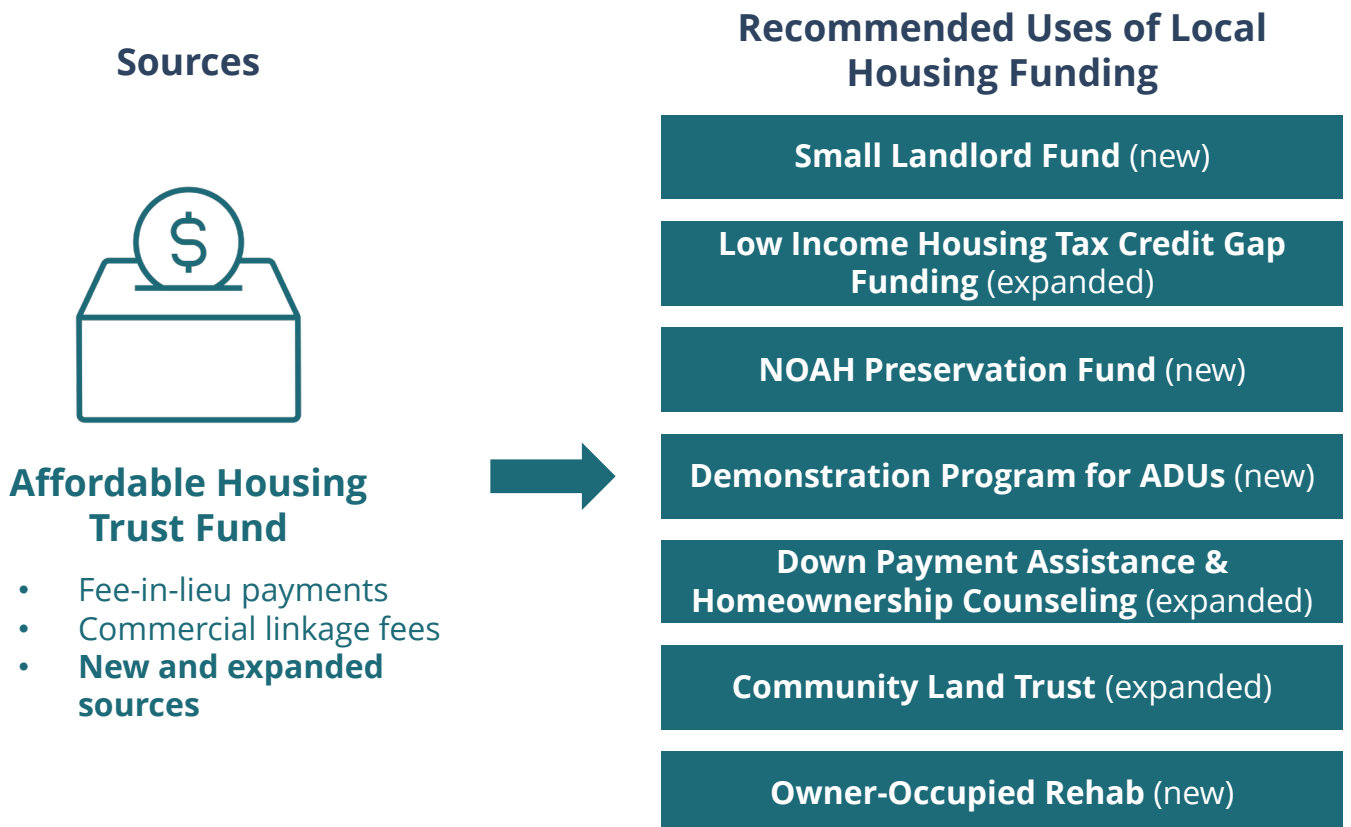 Sources
$
Affordable Housing
Trust Fund
• Fee-in-lieu payments
• Commercial linkage fees
• New and expanded
sources
Recommended Uses of Local
Housing Funding
Small Landlord Fund (new)
Low Income Housing Tax Credit Gap
Funding (expanded)
NOAH Preservation Fund (new)
Demonstration Program for ADUs (new)
Down Payment Assistance &
Homeownership Counseling (expanded)
Community Land Trust (expanded)
Owner-Occupied Rehab (new)